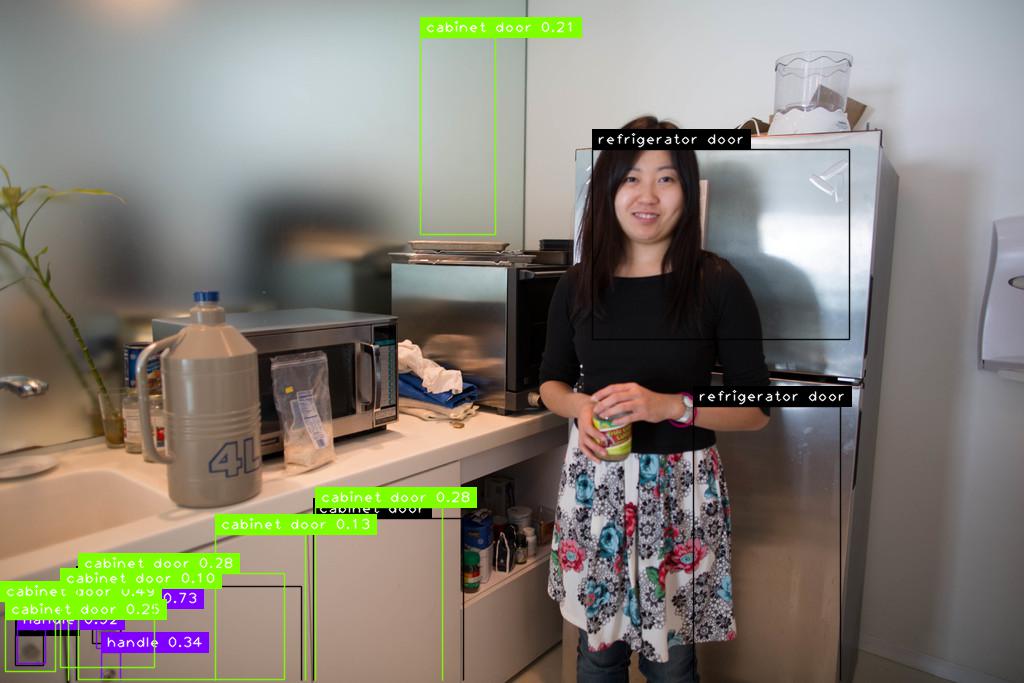 cabinet door 0.21
refrigerator door
refrigerator door
4L
cabinet door 0.28
cabinet door
cabinet door 0.13
cabinet door 0.28
cabinet door 0.10
cabinet door 0.49
0.73
cabinet door 0.25
handle 0.34